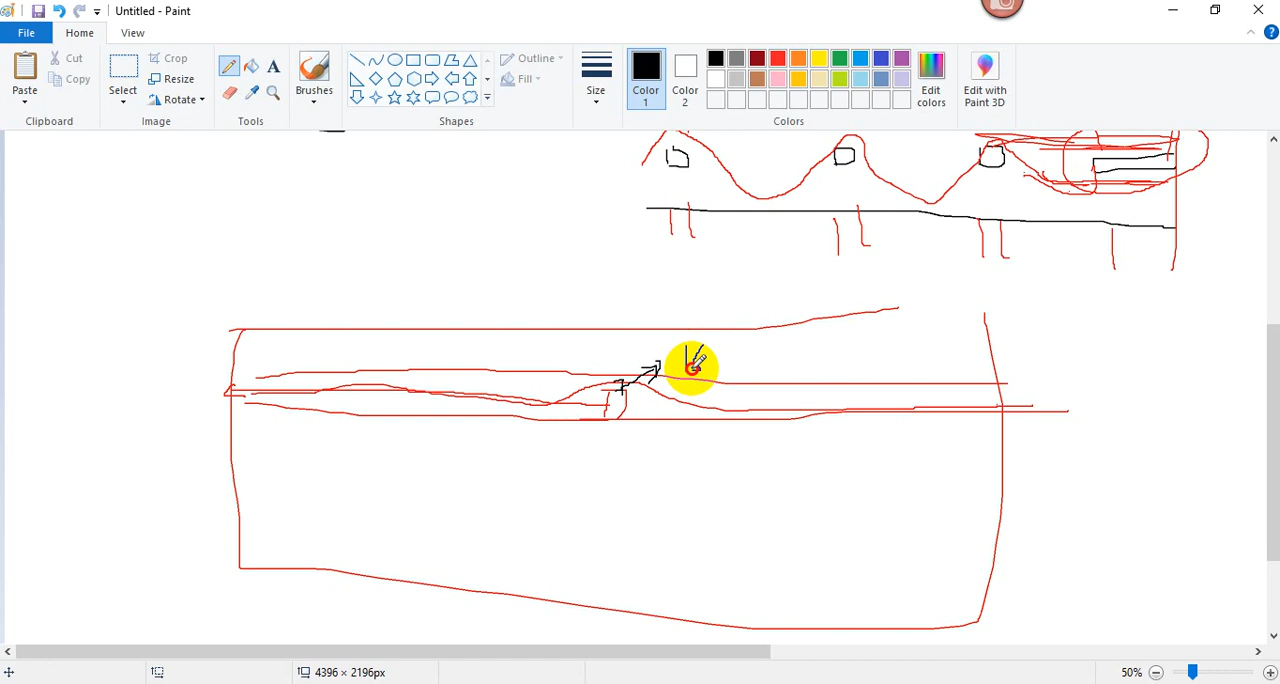 Untitled - Paint
File Home View
Paste
Cut
Copy
Clipboard
Select
Crop
Resize
Rotate
Image
Tools
Brushes
Outline
Fill
Shapes
Size
Color 1
Color 2
Edit colors
Colors
Edit with Paint 3D
4396 × 2196px
50%